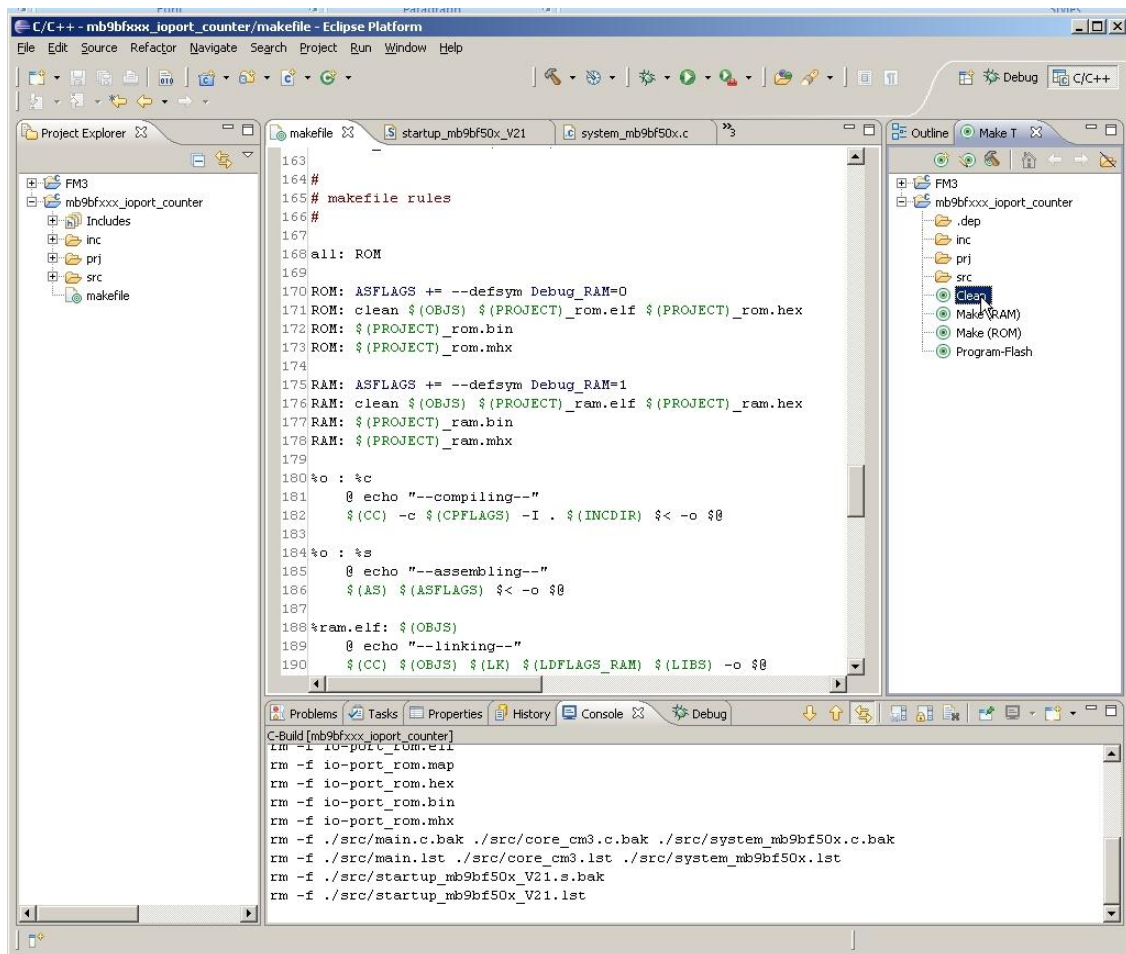 C/C++ - mb9bfxxx_ioport_counter/makefile - Eclipse Platform
File Edit Source Refactor Navigate Search Project Run Window Help
Debug C/C++
Project Explorer
makefile startup_mb9bf50x_V21 system_mb9bf50x.c »3
Outline Make T
FM3
mb9bfxxx_ioport_counter
Includes
inc
prj
src
makefile
163
164 #
165 # makefile rules
166 #
167
168 all: ROM
169
170 ROM: ASFLAGS += --defsym Debug_RAM=0
171 ROM: clean $(OBJS) $(PROJECT)_rom.elf $(PROJECT)_rom.hex
172 ROM: $(PROJECT)_rom.bin
173 ROM: $(PROJECT)_rom.mhx
174
175 RAM: ASFLAGS += --defsym Debug_RAM=1
176 RAM: clean $(OBJS) $(PROJECT)_ram.elf $(PROJECT)_ram.hex
177 RAM: $(PROJECT)_ram.bin
178 RAM: $(PROJECT)_ram.mhx
179
180 %o : %c
181 @ echo "--compiling--"
182 $(CC) -c $(CPFLAGS) -I . $(INCDIR) $< -o $@
183
184 %o : %s
185 @ echo "--assembling--"
186 $(AS) $(ASFLAGS) $< -o $@
187
188 %ram.elf: $(OBJS)
189 @ echo "--linking--"
190 $(CC) $(OBJS) $(LK) $(LDFLAGS_RAM) $(LIBS) -o $@
FM3
mb9bfxxx_ioport_counter
.dep
inc
prj
src
Clean
Make (RAM)
Make (ROM)
Program-Flash
Problems Tasks Properties History Console Debug
C-Build [mb9bfxxx_ioport_counter]
rm -f io-port_rom.elf
rm -f io-port_rom.map
rm -f io-port_rom.hex
rm -f io-port_rom.bin
rm -f io-port_rom.mhx
rm -f ./src/main.c.bak ./src/core_cm3.c.bak ./src/system_mb9bf50x.c.bak
rm -f ./src/main.lst ./src/core_cm3.lst ./src/system_mb9bf50x.lst
rm -f ./src/startup_mb9bf50x_V21.s.bak
rm -f ./src/startup_mb9bf50x_V21.lst